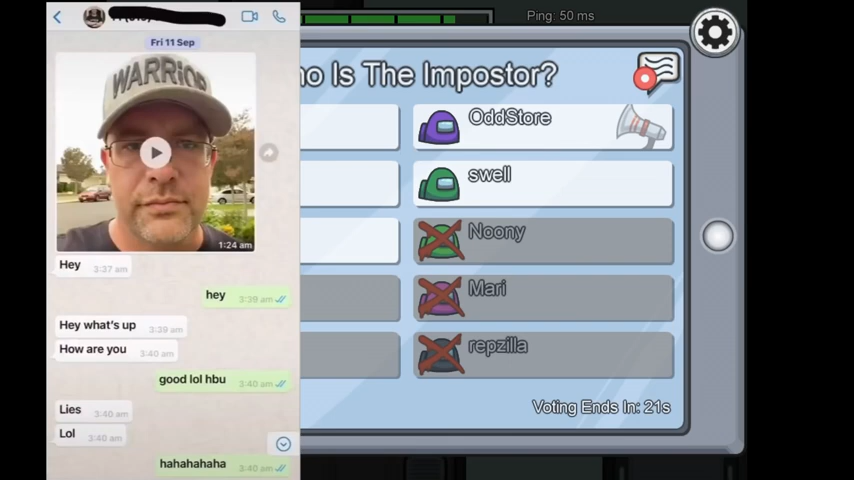 Ping: 50 ms
Fri 11 Sep
WARRIOR
1:24 am
Hey 3:37 am
hey 3:39 am
Hey what's up 3:39 am
How are you 3:40 am
good lol hbu 3:40 am
Lies 3:40 am
Lol 3:40 am
hahahahaha 3:40 am
o Is The Impostor?
OddStore
swell
Noony
Mari
repzilla
Voting Ends In: 21s